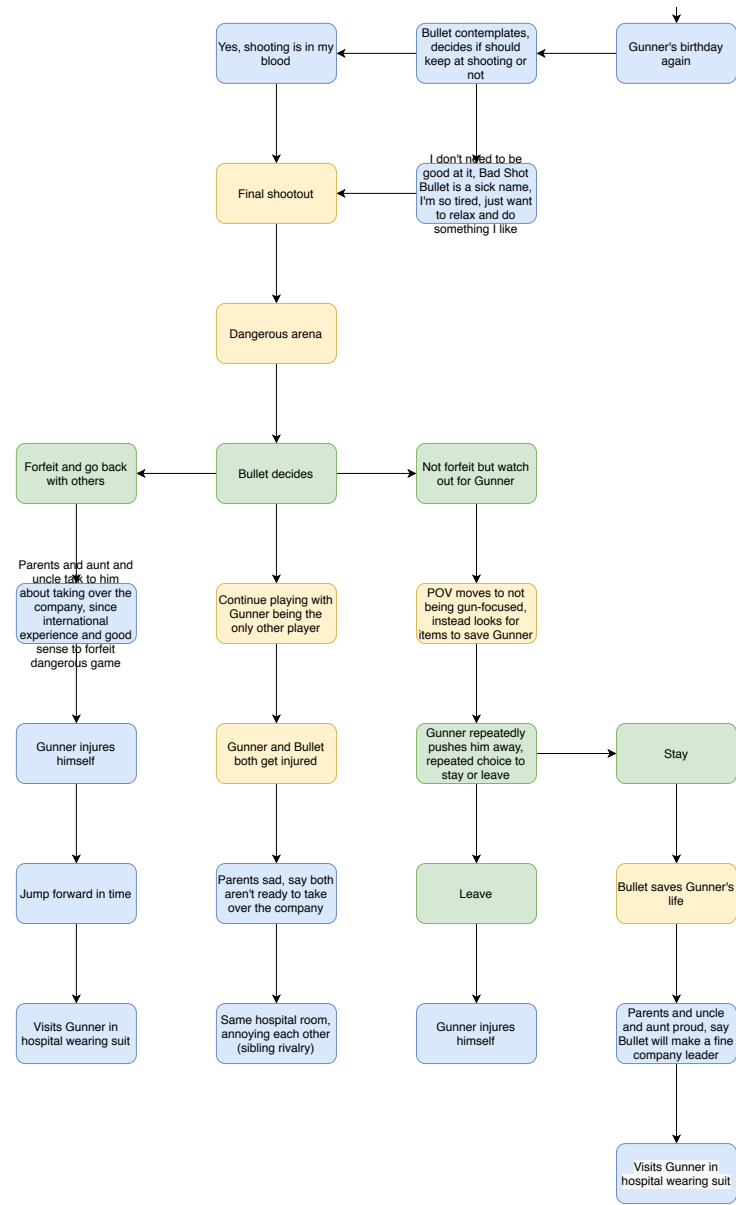 Yes, shooting is in my
blood
Bullet contemplates,
decides if should
keep at shooting or
not
Gunner's birthday
again
Final shootout
I don't need to be
good at it, Bad Shot
Bullet is a sick name,
I'm so tired, just want
to relax and do
something I like
Dangerous arena
Forfeit and go back
with others
Bullet decides
Not forfeit but watch
out for Gunner
Parents and aunt and
uncle talk to him
about taking over the
company, since
international
experience and good
sense to forfeit
dangerous game
Continue playing with
Gunner being the
only other player
POV moves to not
being gun-focused,
instead looks for
items to save Gunner
Gunner injures
himself
Gunner and Bullet
both get injured
Gunner repeatedly
pushes him away,
repeated choice to
stay or leave
Stay
Jump forward in time
Parents sad, say both
aren't ready to take
over the company
Leave
Bullet saves Gunner's
life
Visits Gunner in
hospital wearing suit
Same hospital room,
annoying each other
(sibling rivalry)
Gunner injures
himself
Parents and uncle
and aunt proud, say
Bullet will make a fine
company leader
Visits Gunner in
hospital wearing suit